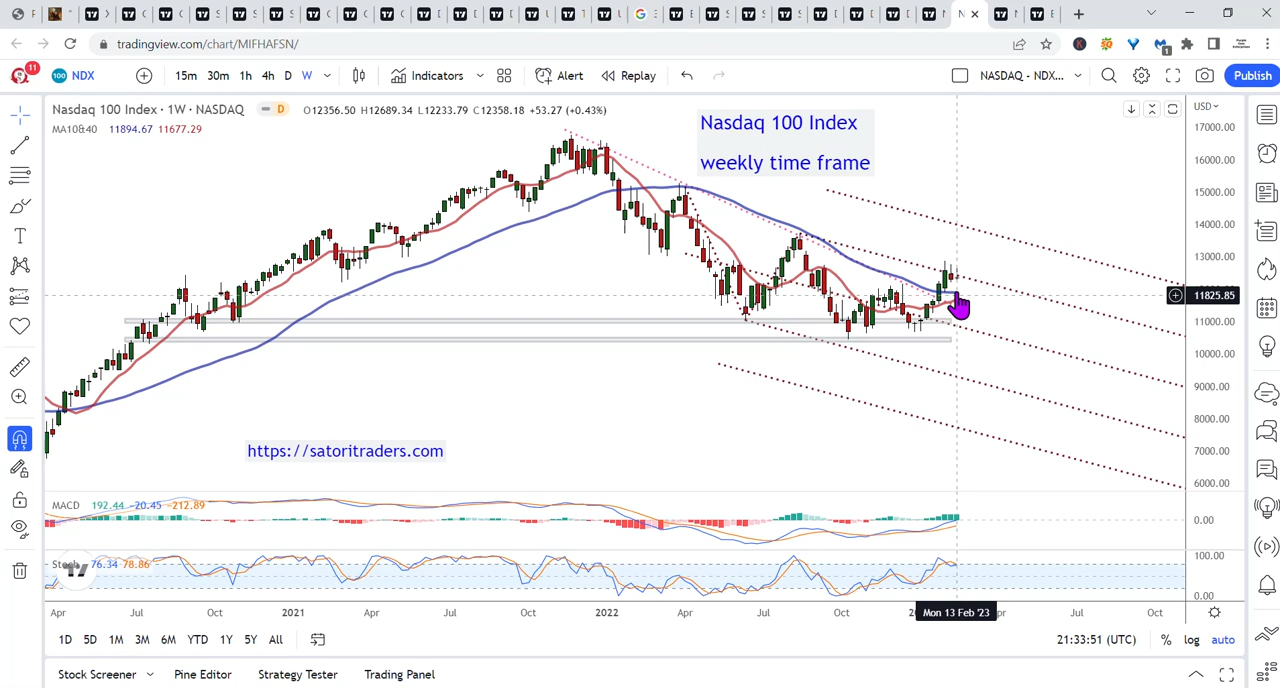 tradingview.com/chart/MIFHAFSN/
11
100 NDX
15m 30m 1h 4h D W
Indicators
Alert
Replay
NASDAQ - NDX...
Publish
Nasdaq 100 Index · 1W · NASDAQ
D
O12356.50 H12689.34 L12233.79 C12358.18 +53.27 (+0.43%)
MA10&40 11894.67 11677.29
USD
Nasdaq 100 Index
weekly time frame
17000.00
16000.00
15000.00
14000.00
13000.00
11825.85
11000.00
10000.00
9000.00
8000.00
7000.00
6000.00
https://satoritraders.com
MACD 192.44 -20.45 -212.89
0.00
Stoch 76.34 78.86
100.00
0.00
Apr Jul Oct 2021 Apr Jul Oct 2022 Apr Jul Oct Mon 13 Feb '23 Jul Oct
1D 5D 1M 3M 6M YTD 1Y 5Y All
21:33:51 (UTC) % log auto
Stock Screener Pine Editor Strategy Tester Trading Panel